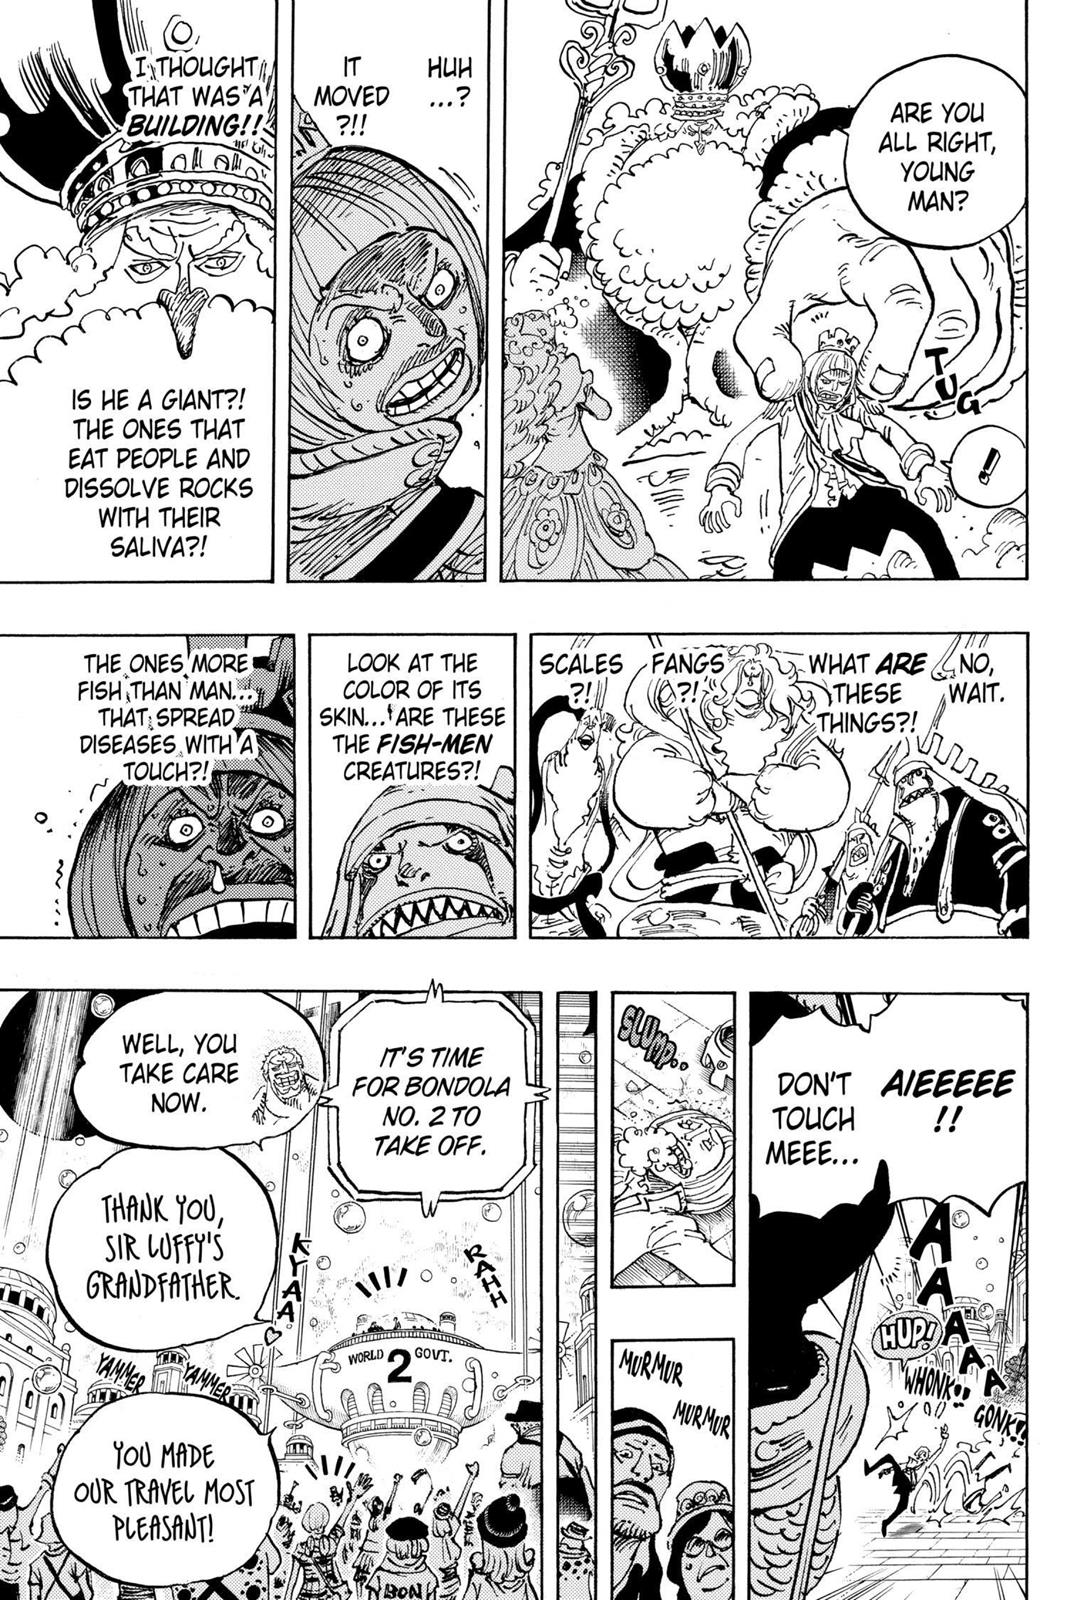 ARE YOU
ALL RIGHT,
YOUNG
MAN?
TUG
!
HUH
...?
IT
MOVED
?!!
I THOUGHT
THAT WAS A
BUILDING!!
IS HE A GIANT?!
THE ONES THAT
EAT PEOPLE AND
DISSOLVE ROCKS
WITH THEIR
SALIVA?!
NO,
WAIT.
WHAT ARE
THESE
THINGS?!
FANGS
?!
SCALES
?!
LOOK AT THE
COLOR OF ITS
SKIN... ARE THESE
THE FISH-MEN
CREATURES?!
THE ONES MORE
FISH THAN MAN...
THAT SPREAD
DISEASES WITH A
TOUCH?!
AIEEEEE
!!
DON'T
TOUCH
MEEE...
AAAAAA
HUP!
WHONK!!
GONK!!
SLUMP..
MURMUR
MURMUR
IT'S TIME
FOR BONDOLA
NO. 2 TO
TAKE OFF.
WELL, YOU
TAKE CARE
NOW.
THANK YOU,
SIR LUFFY'S
GRANDFATHER.
KYAA
RAHH
WORLD 2 GOVT.
YAMMER
YAMMER
YOU MADE
OUR TRAVEL MOST
PLEASANT!
BON